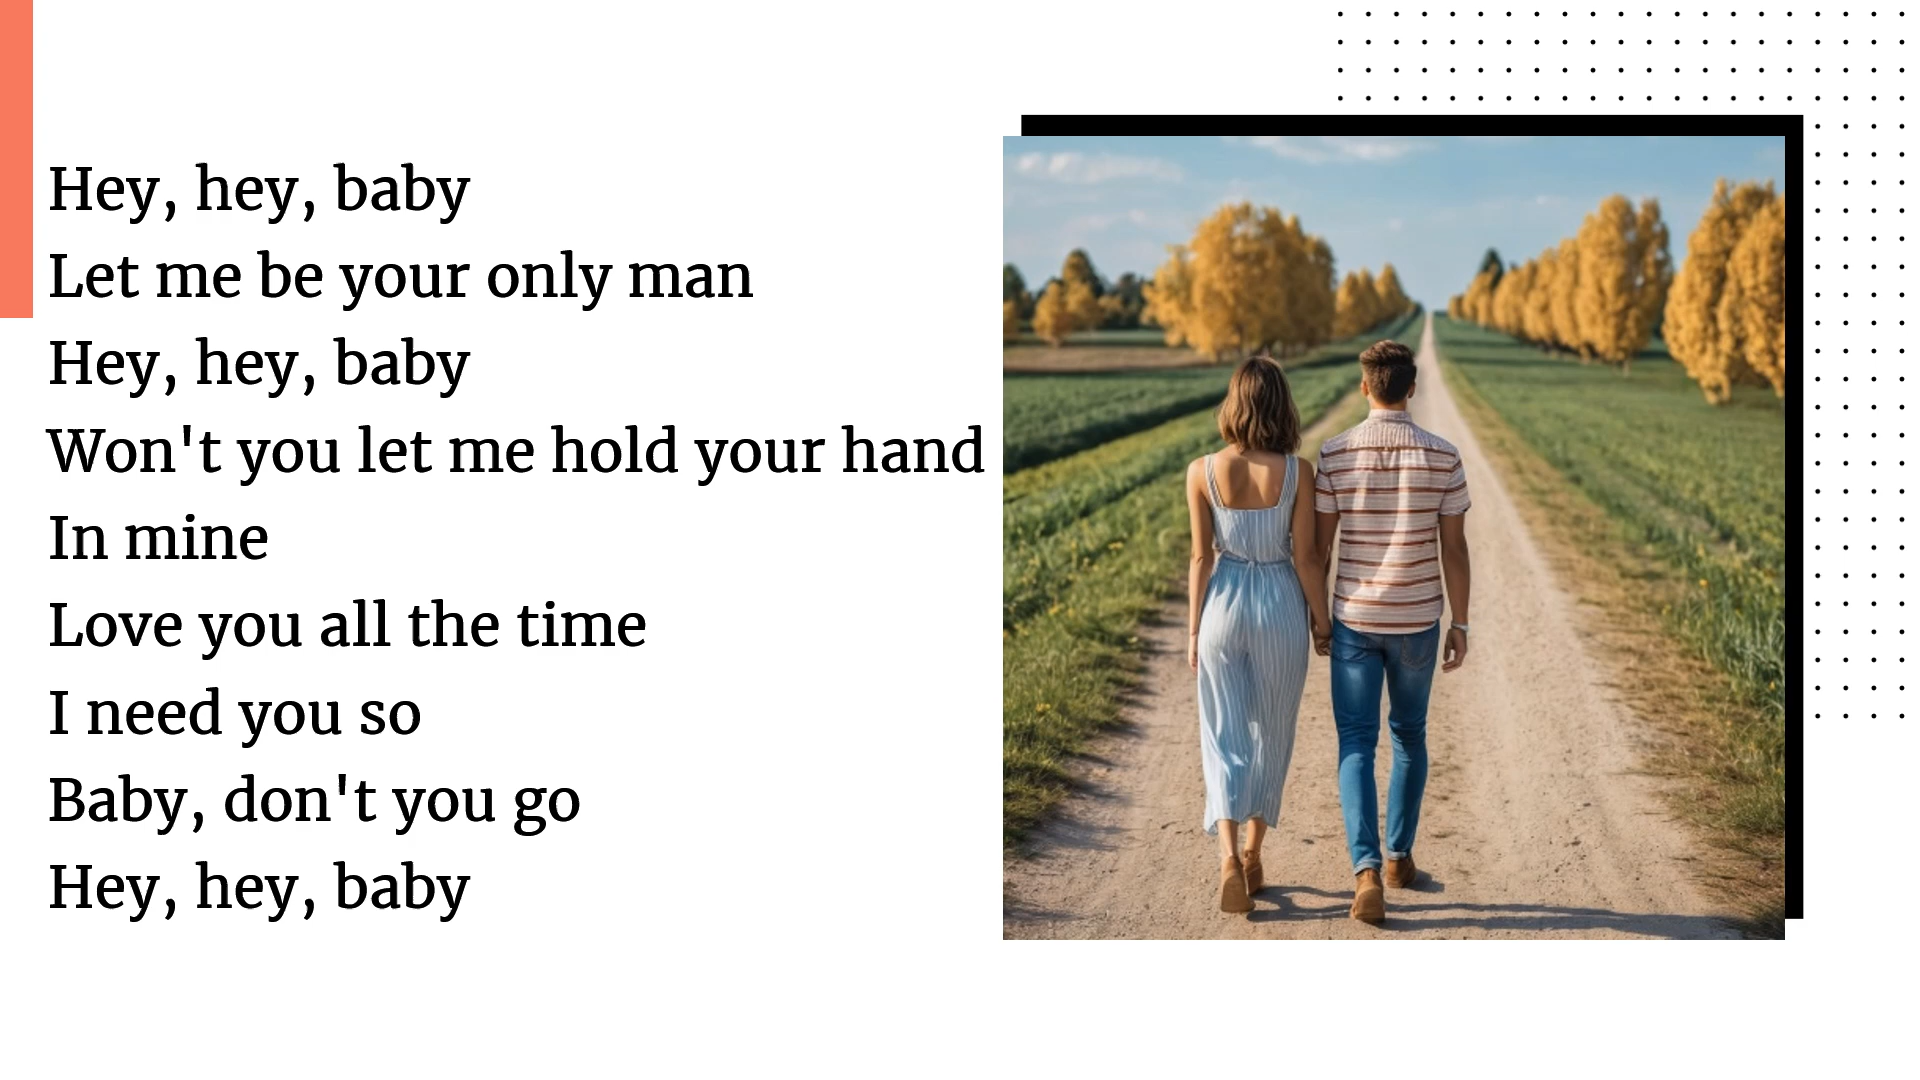 Hey, hey, baby
Let me be your only man
Hey, hey, baby
Won't you let me hold your hand
In mine
Love you all the time
I need you so
Baby, don't you go
Hey, hey, baby